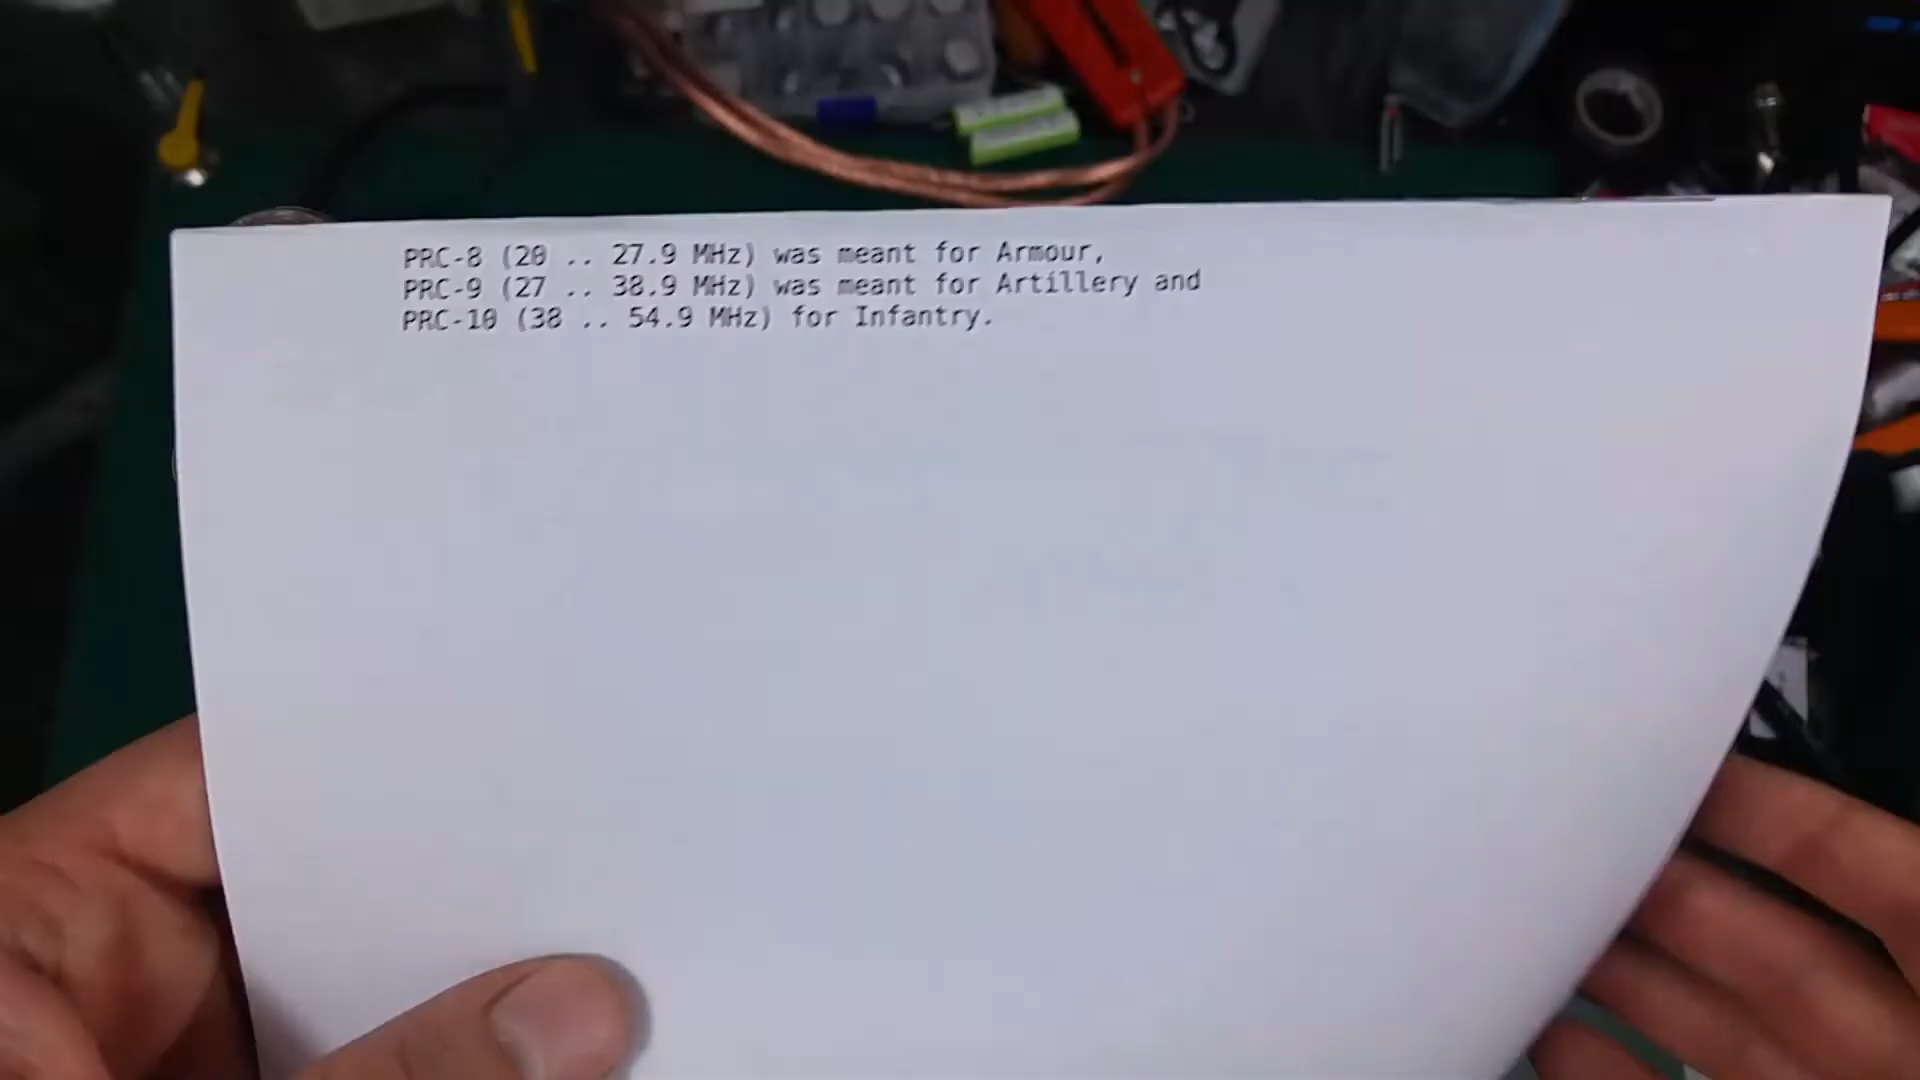 PRC-8 (20 .. 27.9 MHz) was meant for Armour,
PRC-9 (27 .. 38.9 MHz) was meant for Artillery and
PRC-10 (38 .. 54.9 MHz) for Infantry.